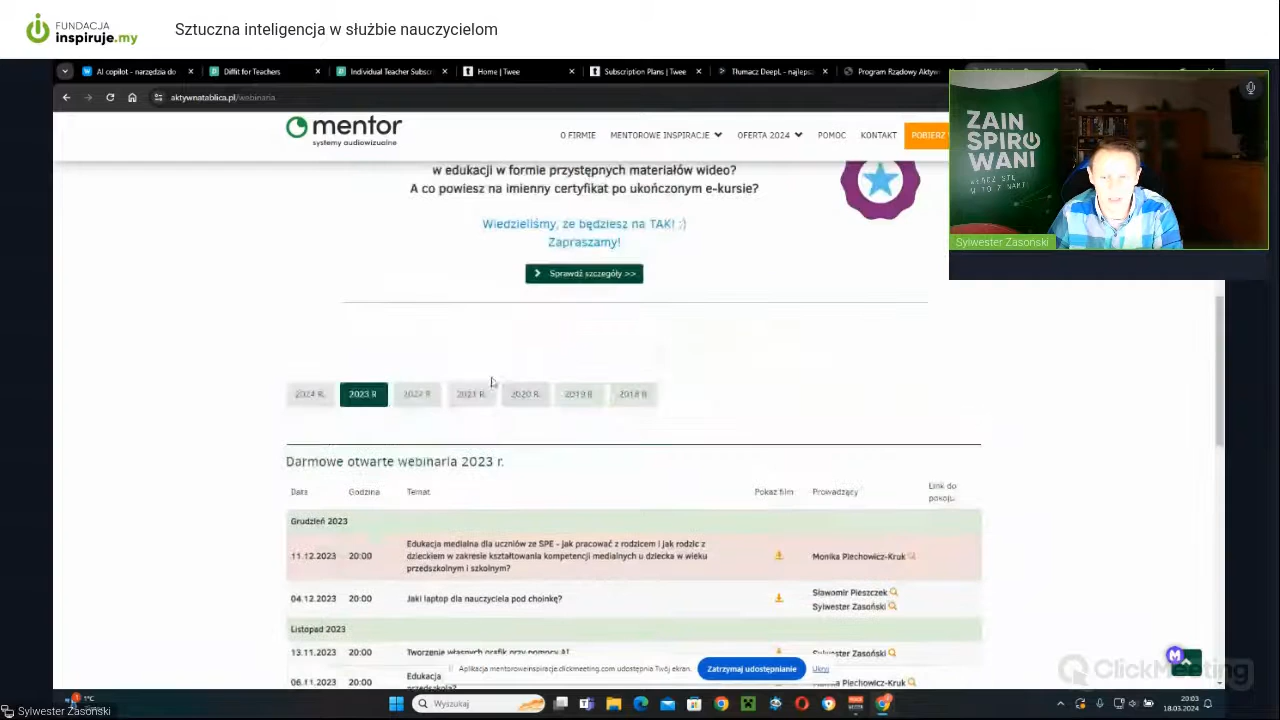 FUNDACJA
inspiruje.my
Sztuczna inteligencja w służbie nauczycielom
AI copilot - narzędzia do
Diffit for Teachers
Individual Teacher Subsc
Home | Twee
Subscription Plans | Twee
Tłumacz DeepL - najleps
Program Rządowy Aktyw
aktywnatablica.pl/webinaria
mentor
systemy audiowizualne
O FIRMIE
MENTOROWE INSPIRACJE
OFERTA 2024
POMOC
KONTAKT
POBIERZ
w edukacji w formie przystępnych materiałów wideo?
A co powiesz na imienny certyfikat po ukończonym e-kursie?
Wiedzieliśmy, że będziesz na TAK! :)
Zapraszamy!
Sprawdź szczegóły >>
ZAIN
SPIRO
WANI
WŁĄCZ SIĘ
W TO Z NAMI!
Sylwester Zasoński
2024 R.
2023 R
2022 R
2021 R.
2020 R.
2019 R
2018 R
Darmowe otwarte webinaria 2023 r.
Data
Godzina
Temat
Pokaż film
Prowadzący
Link do
pokoju
Grudzień 2023
11.12.2023
20:00
Edukacja medialna dla uczniów ze SPE - jak pracować z rodzicem i jak rodzic z
dzieckiem w zakresie kształtowania kompetencji medialnych u dziecka w wieku
przedszkolnym i szkolnym?
Monika Plechowicz-Kruk
04.12.2023
20:00
Jaki laptop dla nauczyciela pod choinkę?
Sławomir Pieszczek
Sylwester Zasoński
Listopad 2023
13.11.2023
20:00
Tworzenie własnych grafik przy pomocy AI
Sylwester Zasoński
06.11.2023
20:00
Edukacja
Monika Plechowicz-Kruk
Aplikacja mentoroweinspiracje.clickmeeting.com udostępnia Twój ekran.
Zatrzymaj udostępnianie
Ukryj
ClickMeeting
1°C
Wyszukaj
20:03
18.03.2024
Sylwester Zasoński